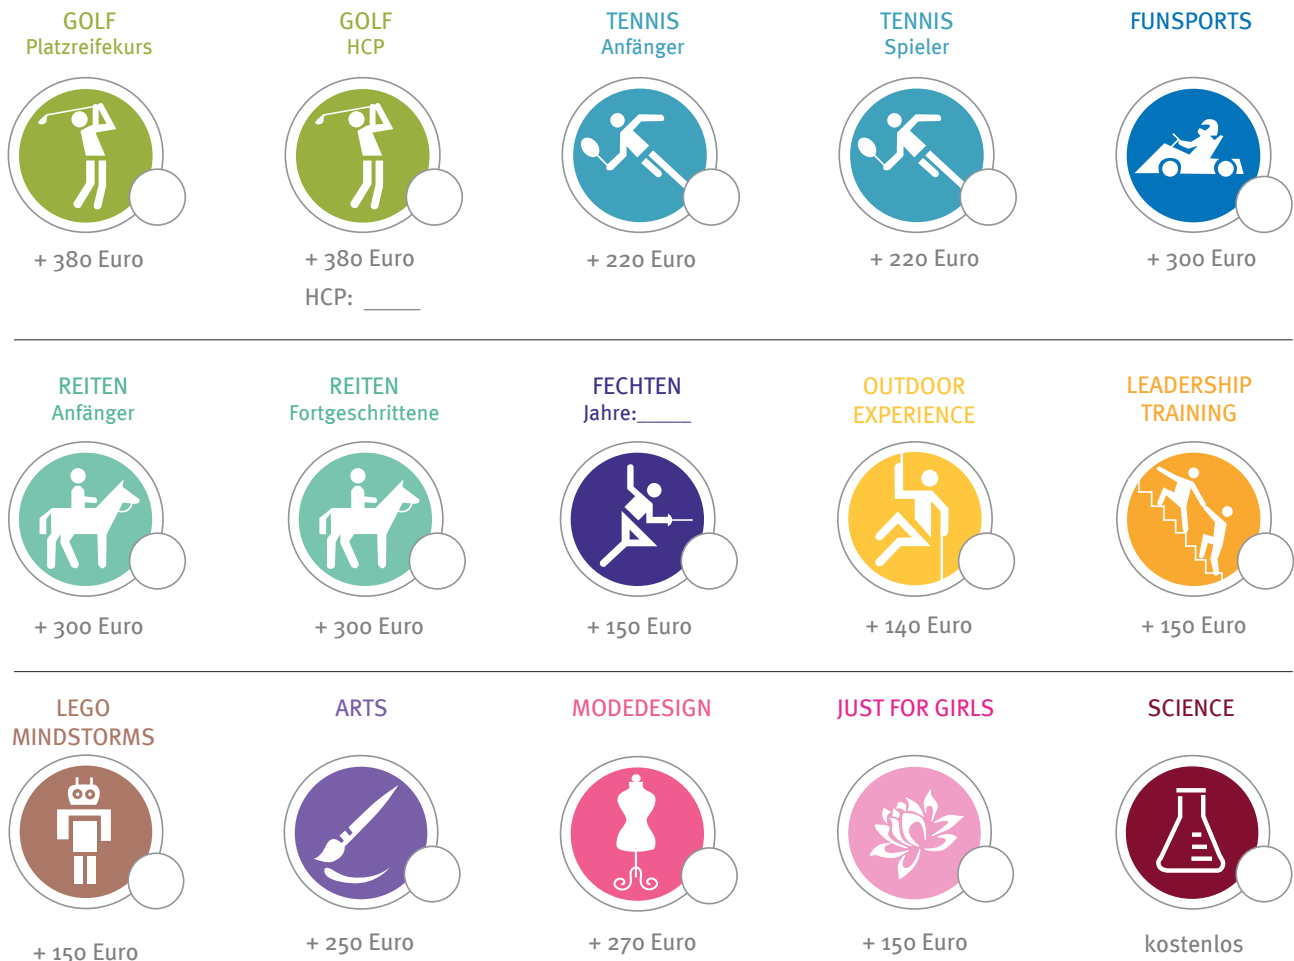 GOLF
Platzreifekurs
GOLF
HCP
TENNIS
Anfänger
TENNIS
Spieler
FUNSPORTS
+ 380 Euro
+ 380 Euro
HCP: _____
+ 220 Euro
+ 220 Euro
+ 300 Euro
REITEN
Anfänger
REITEN
Fortgeschrittene
FECHTEN
Jahre:_____
OUTDOOR
EXPERIENCE
LEADERSHIP
TRAINING
+ 300 Euro
+ 300 Euro
+ 150 Euro
+ 140 Euro
+ 150 Euro
LEGO
MINDSTORMS
ARTS
MODEDESIGN
JUST FOR GIRLS
SCIENCE
+ 150 Euro
+ 250 Euro
+ 270 Euro
+ 150 Euro
kostenlos